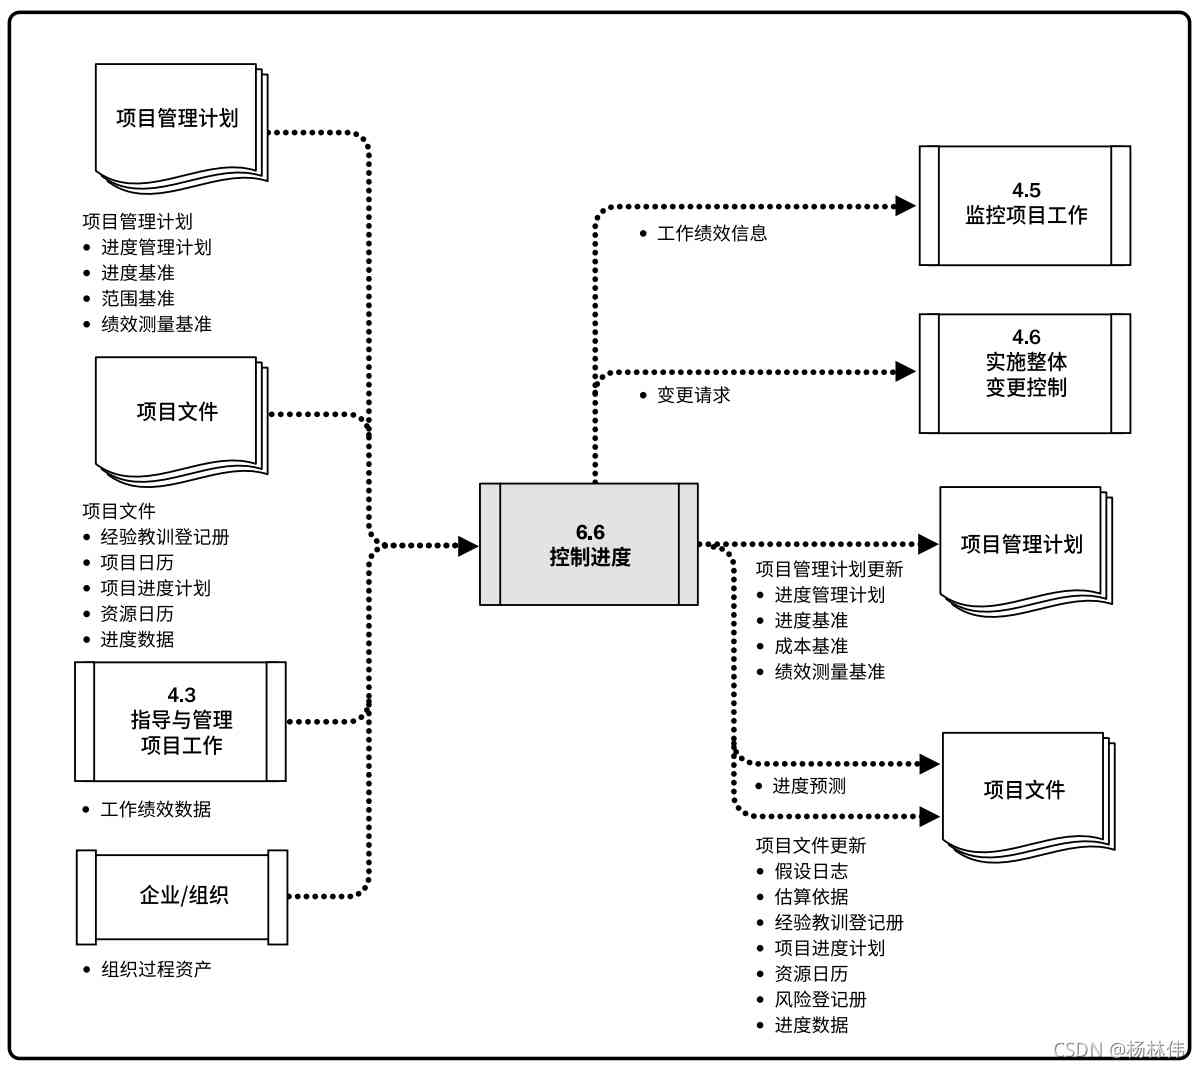 项目管理计划
项目管理计划
● 进度管理计划
● 进度基准
● 范围基准
● 绩效测量基准
项目文件
项目文件
● 经验教训登记册
● 项目日历
● 项目进度计划
● 资源日历
● 进度数据
4.3
指导与管理
项目工作
● 工作绩效数据
企业/组织
● 组织过程资产
6.6
控制进度
● 工作绩效信息
4.5
监控项目工作
● 变更请求
4.6
实施整体
变更控制
项目管理计划
项目管理计划更新
● 进度管理计划
● 进度基准
● 成本基准
● 绩效测量基准
● 进度预测
项目文件
项目文件更新
● 假设日志
● 估算依据
● 经验教训登记册
● 项目进度计划
● 资源日历
● 风险登记册
● 进度数据
CSDN @杨林伟